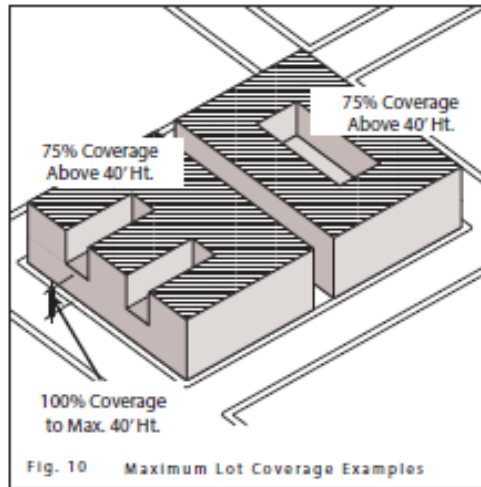 75% Coverage
Above 40' Ht.
75% Coverage
Above 40' Ht.
100% Coverage
to Max. 40' Ht.
Fig. 10 Maximum Lot Coverage Examples